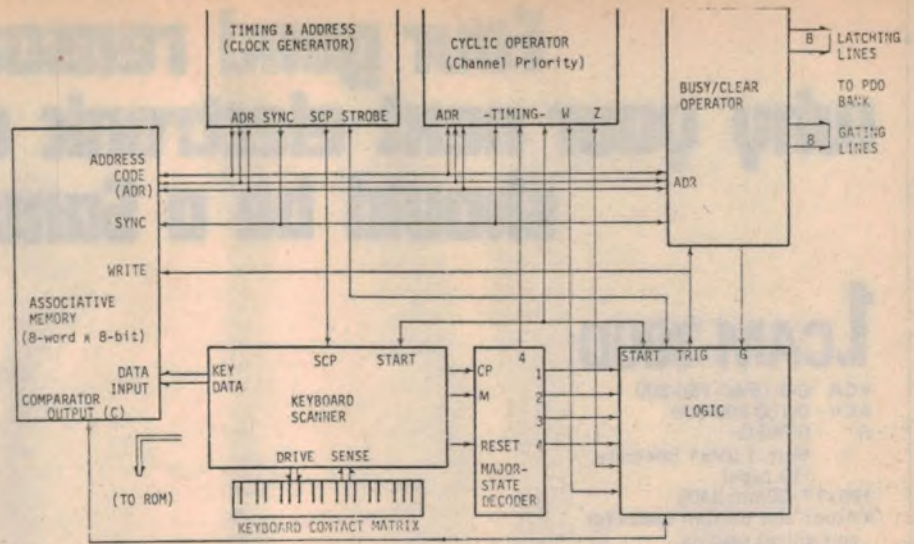 TIMING & ADDRESS
(CLOCK GENERATOR)
ADR SYNC SCP STROBE
CYCLIC OPERATOR
(Channel Priority)
ADR -TIMING- W Z
BUSY/CLEAR
OPERATOR
ADR
8 LATCHING
LINES
TO PDO
BANK
8 GATING
LINES
ADDRESS
CODE
(ADR)
SYNC
WRITE
ASSOCIATIVE
MEMORY
(8-word x 8-bit)
DATA
INPUT
COMPARATOR
OUTPUT (C)
(TO ROM)
SCP START
KEY
DATA
KEYBOARD
SCANNER
DRIVE SENSE
KEYBOARD CONTACT MATRIX
4
CP 1
M 2
3
RESET
MAJOR-
STATE
DECODER
START TRIG G
LOGIC